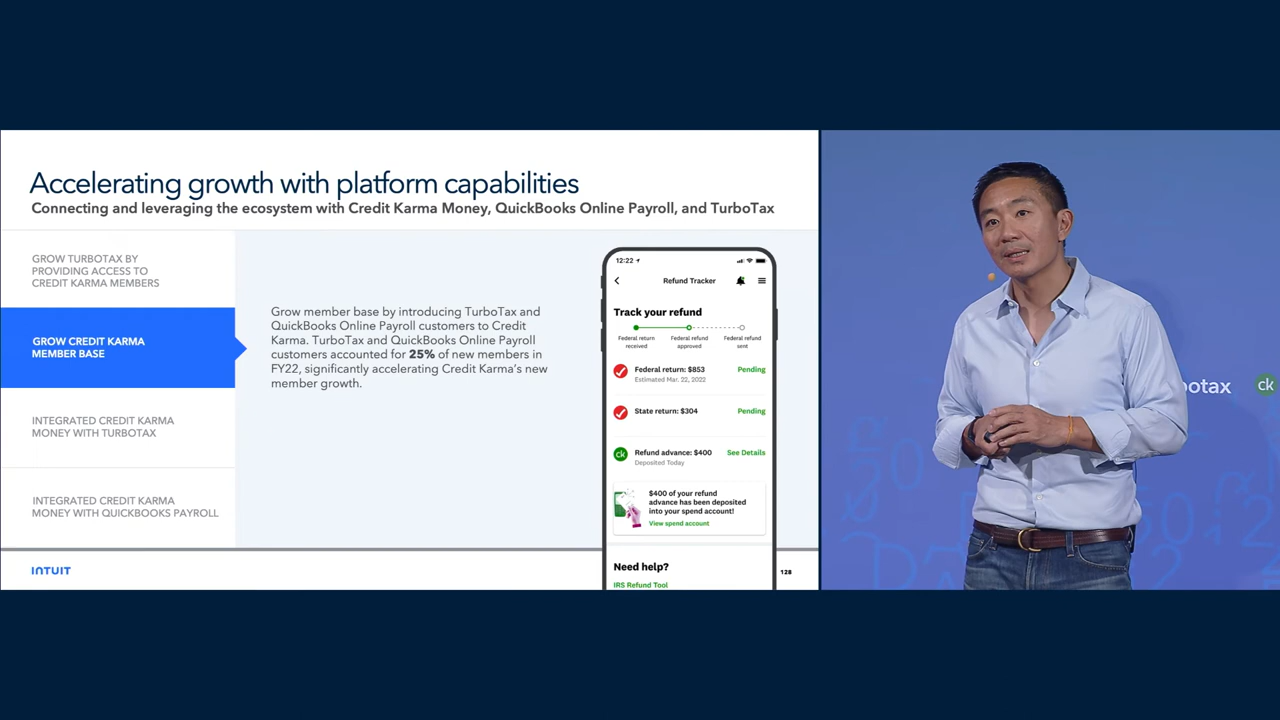 Accelerating growth with platform capabilities
Connecting and leveraging the ecosystem with Credit Karma Money, QuickBooks Online Payroll, and TurboTax
GROW TURBOTAX BY
PROVIDING ACCESS TO
CREDIT KARMA MEMBERS
GROW CREDIT KARMA
MEMBER BASE
INTEGRATED CREDIT KARMA
MONEY WITH TURBOTAX
INTEGRATED CREDIT KARMA
MONEY WITH QUICKBOOKS PAYROLL
Grow member base by introducing TurboTax and
QuickBooks Online Payroll customers to Credit
Karma. TurboTax and QuickBooks Online Payroll
customers accounted for 25% of new members in
FY22, significantly accelerating Credit Karma's new
member growth.
12:22
Refund Tracker
Track your refund
Federal return
received
Federal refund
approved
Federal refund
sent
Federal return: $853
Pending
Estimated Mar. 22, 2022
State return: $304
Pending
ck
Refund advance: $400
See Details
Deposited Today
$400 of your refund
advance has been deposited
into your spend account!
View spend account
Need help?
IRS Refund Tool
INTUIT
128
otax
ck